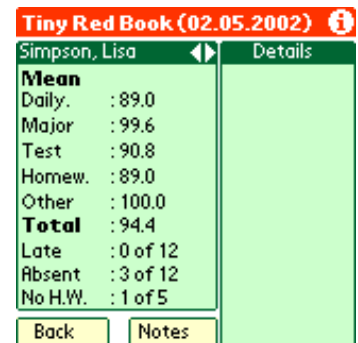 Tiny Red Book (02.05.2002) i
Simpson, Lisa Details
Mean
Daily. : 89.0
Major : 99.6
Test : 90.8
Homew. : 89.0
Other : 100.0
Total : 94.4
Late : 0 of 12
Absent : 3 of 12
No H.W. : 1 of 5
Back Notes